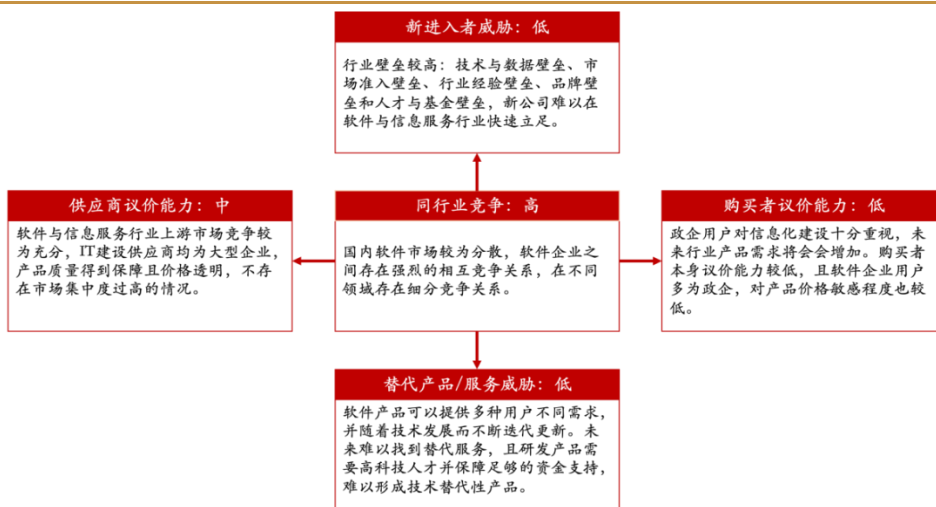 新进入者威胁：低
行业壁垒较高：技术与数据壁垒、市
场准入壁垒、行业经验壁垒、品牌壁
垒和人才与基金壁垒，新公司难以在
软件与信息服务行业快速立足。
供应商议价能力：中
软件与信息服务行业上游市场竞争较
为充分，IT建设供应商均为大型企业，
产品质量得到保障且价格透明，不存
在市场集中度过高的情况。
同行业竞争：高
国内软件市场较为分散，软件企业之
间存在强烈的相互竞争关系，在不同
领域存在细分竞争关系。
购买者议价能力：低
政企用户对信息化建设十分重视，未
来行业产品需求将会会增加。购买者
本身议价能力较低，且软件企业用户
多为政企，对产品价格敏感程度也较
低。
替代产品/服务威胁：低
软件产品可以提供多种用户不同需求，
并随着技术发展而不断迭代更新。未
来难以找到替代服务，且研发产品需
要高科技人才并保障足够的资金支持，
难以形成技术替代性产品。